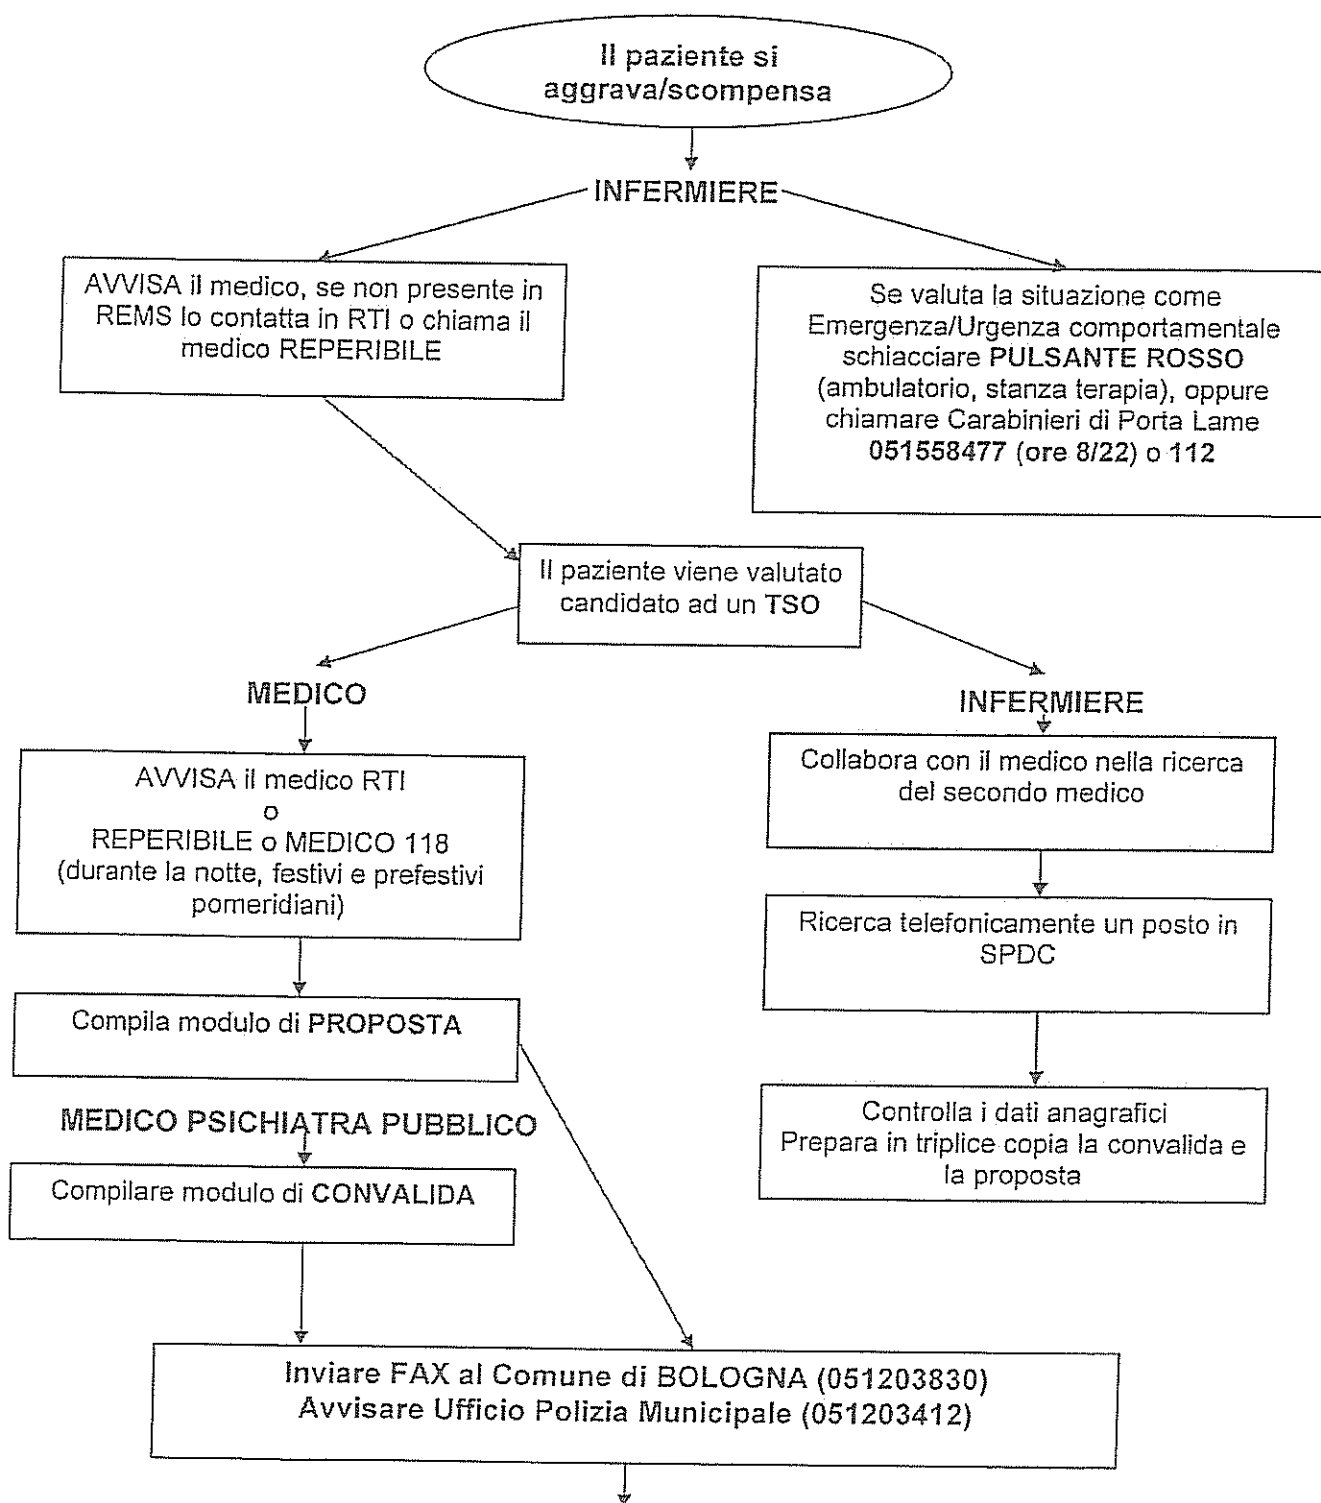 Il paziente si
aggrava/scompensa
INFERMIERE
AVVISA il medico, se non presente in
REMS lo contatta in RTI o chiama il
medico REPERIBILE
Se valuta la situazione come
Emergenza/Urgenza comportamentale
schiacciare PULSANTE ROSSO
(ambulatorio, stanza terapia), oppure
chiamare Carabinieri di Porta Lame
051558477 (ore 8/22) o 112
Il paziente viene valutato
candidato ad un TSO
MEDICO
AVVISA il medico RTI
o
REPERIBILE o MEDICO 118
(durante la notte, festivi e prefestivi
pomeridiani)
Compila modulo di PROPOSTA
MEDICO PSICHIATRA PUBBLICO
Compilare modulo di CONVALIDA
INFERMIERE
Collabora con il medico nella ricerca
del secondo medico
Ricerca telefonicamente un posto in
SPDC
Controlla i dati anagrafici
Prepara in triplice copia la convalida e
la proposta
Inviare FAX al Comune di BOLOGNA (051203830)
Avvisare Ufficio Polizia Municipale (051203412)